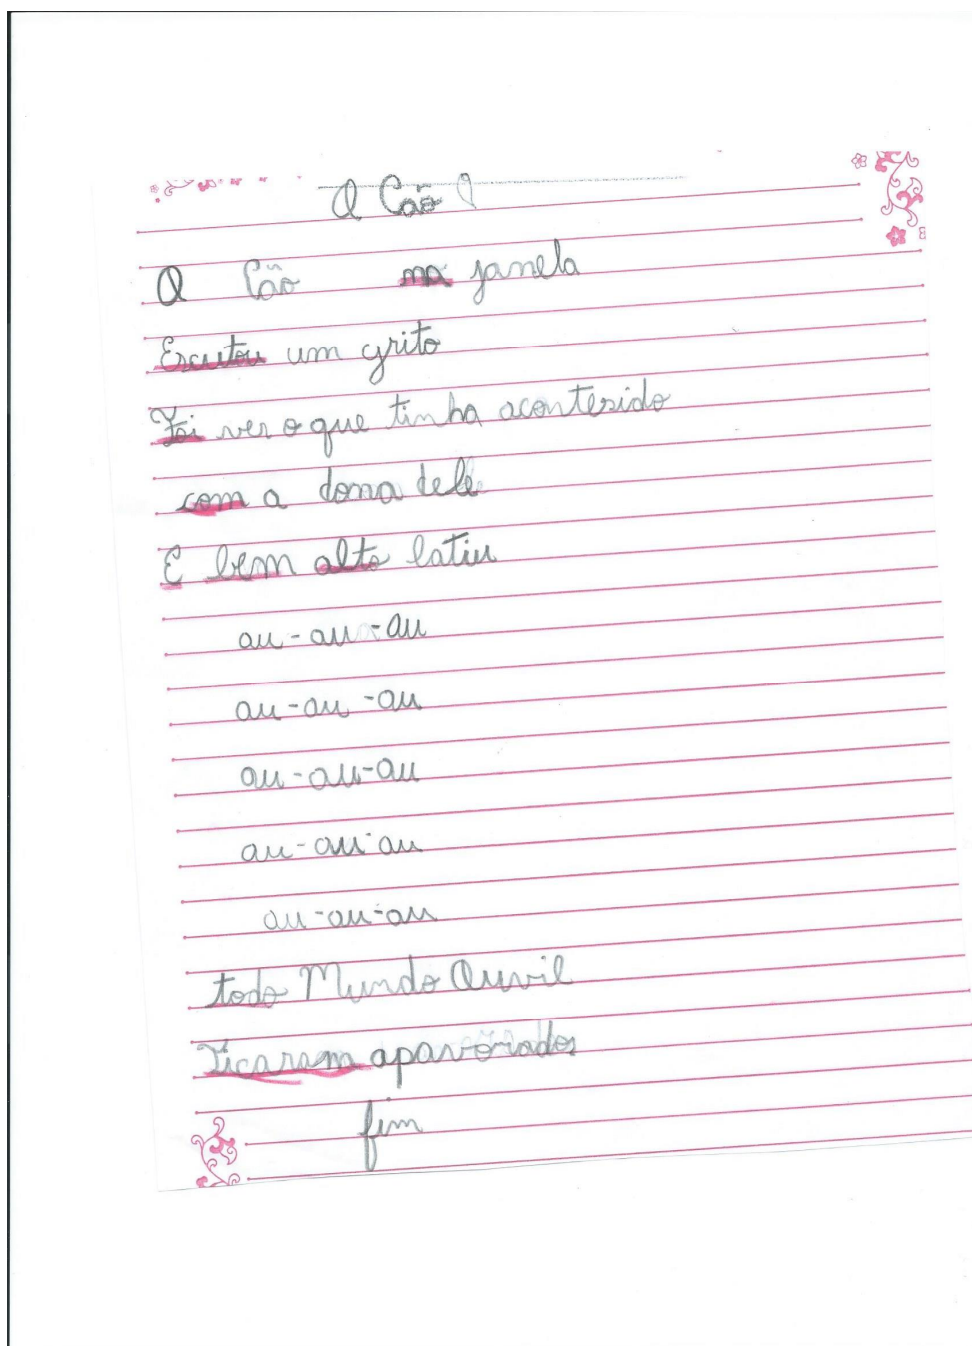 O Cão
O Cão na janela
Escutou um grito
Foi ver o que tinha acontesido
com a dona dele
E bem alto latiu
au-au-au
au-au-au
au-au-au
au-au-au
au-au-au
todo Mundo Ouvil
Ficaram apavorados
fim